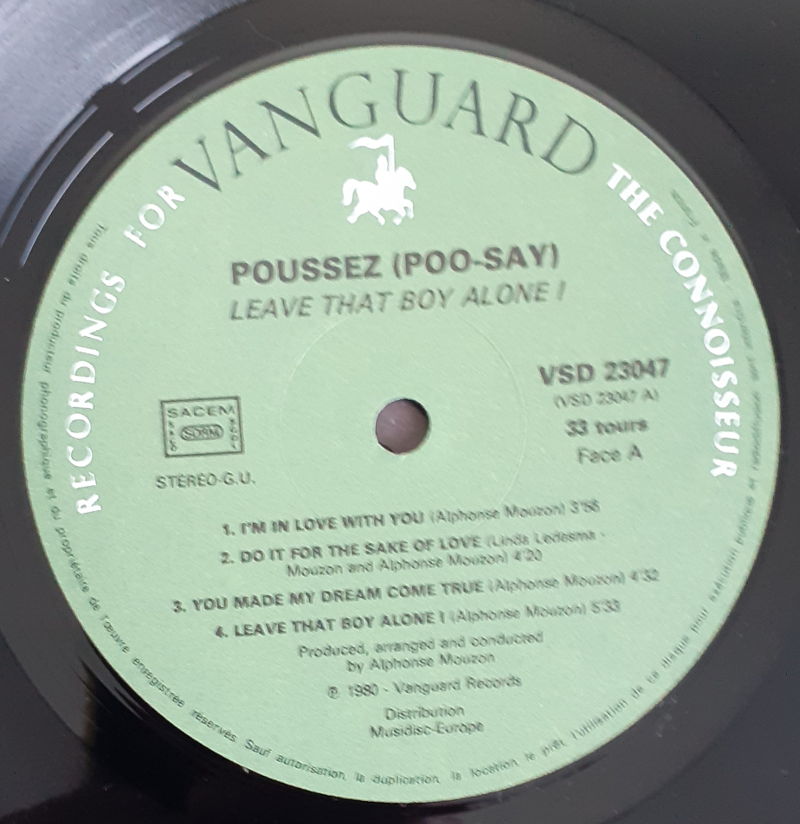 VANGUARD
RECORDINGS FOR THE CONNOISSEUR
POUSSEZ (POO-SAY)
LEAVE THAT BOY ALONE !
VSD 23047
(VSD 23047 A)
33 tours
Face A
SACEM
SDRM
STEREO-G.U.
1. I'M IN LOVE WITH YOU (Alphonse Mouzon) 3'56
2. DO IT FOR THE SAKE OF LOVE (Linda Ledesma -
Mouzon and Alphonse Mouzon) 4'20
3. YOU MADE MY DREAM COME TRUE (Alphonse Mouzon) 4'32
4. LEAVE THAT BOY ALONE ! (Alphonse Mouzon) 5'33
Produced, arranged and conducted
by Alphonse Mouzon
℗ 1980 - Vanguard Records
Distribution
Musidisc-Europe
Tous droits du producteur phonographique et du propriétaire de l'œuvre enregistrée réservés. Sauf autorisation, la duplication, la location, le prêt, l'utilisation de ce disque pour exécution publique et radiodiffusion sont